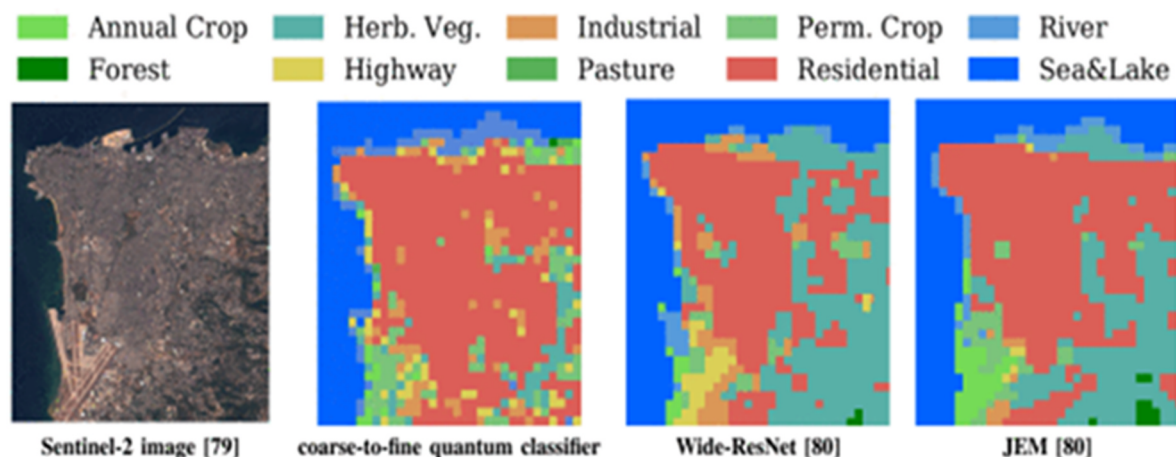 Annual Crop Herb. Veg. Industrial Perm. Crop River
Forest Highway Pasture Residential Sea&Lake
Sentinel-2 image [79] coarse-to-fine quantum classifier Wide-ResNet [80] JEM [80]